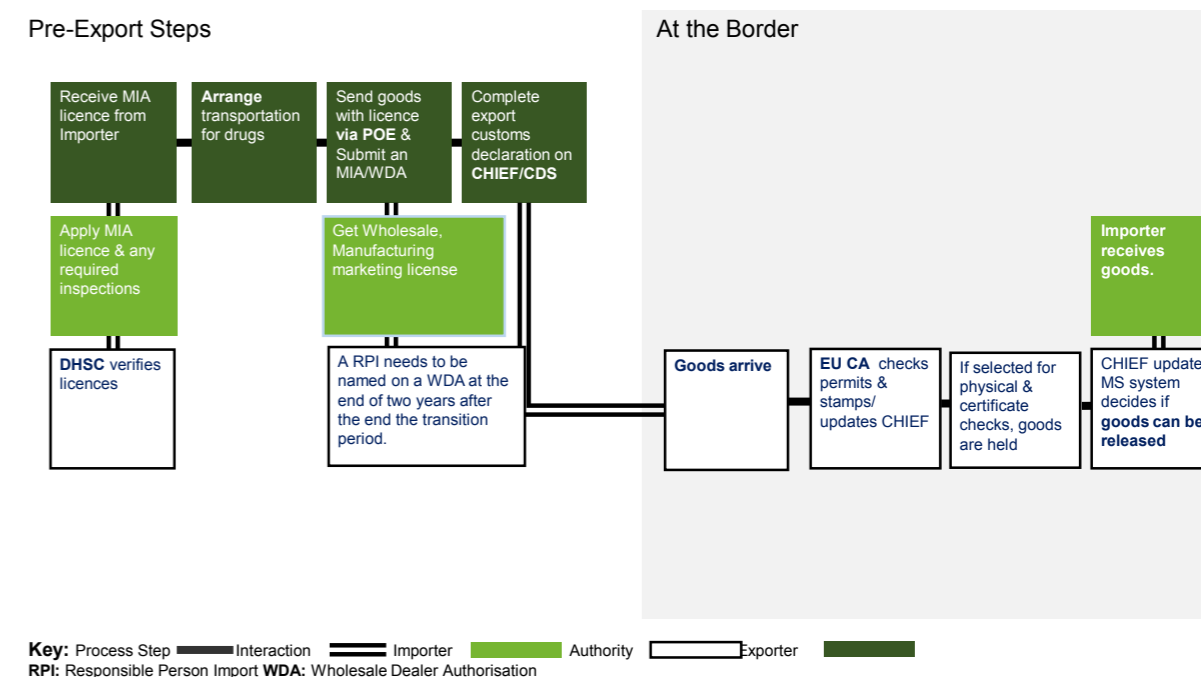 Pre-Export Steps
At the Border
Receive MIA
licence from
Importer
Arrange
transportation
for drugs
Send goods
with licence
via POE &
Submit an
MIA/WDA
Complete
export
customs
declaration on
CHIEF/CDS
Apply MIA
licence & any
required
inspections
Get Wholesale,
Manufacturing
marketing license
Importer
receives
goods.
DHSC verifies
licences
A RPI needs to be
named on a WDA at the
end of two years after
the end the transition
period.
Goods arrive
EU CA checks
permits &
stamps/
updates CHIEF
If selected for
physical &
certificate
checks, goods
are held
CHIEF update
MS system
decides if
goods can be
released
Key: Process Step Interaction Importer Authority Exporter
RPI: Responsible Person Import WDA: Wholesale Dealer Authorisation